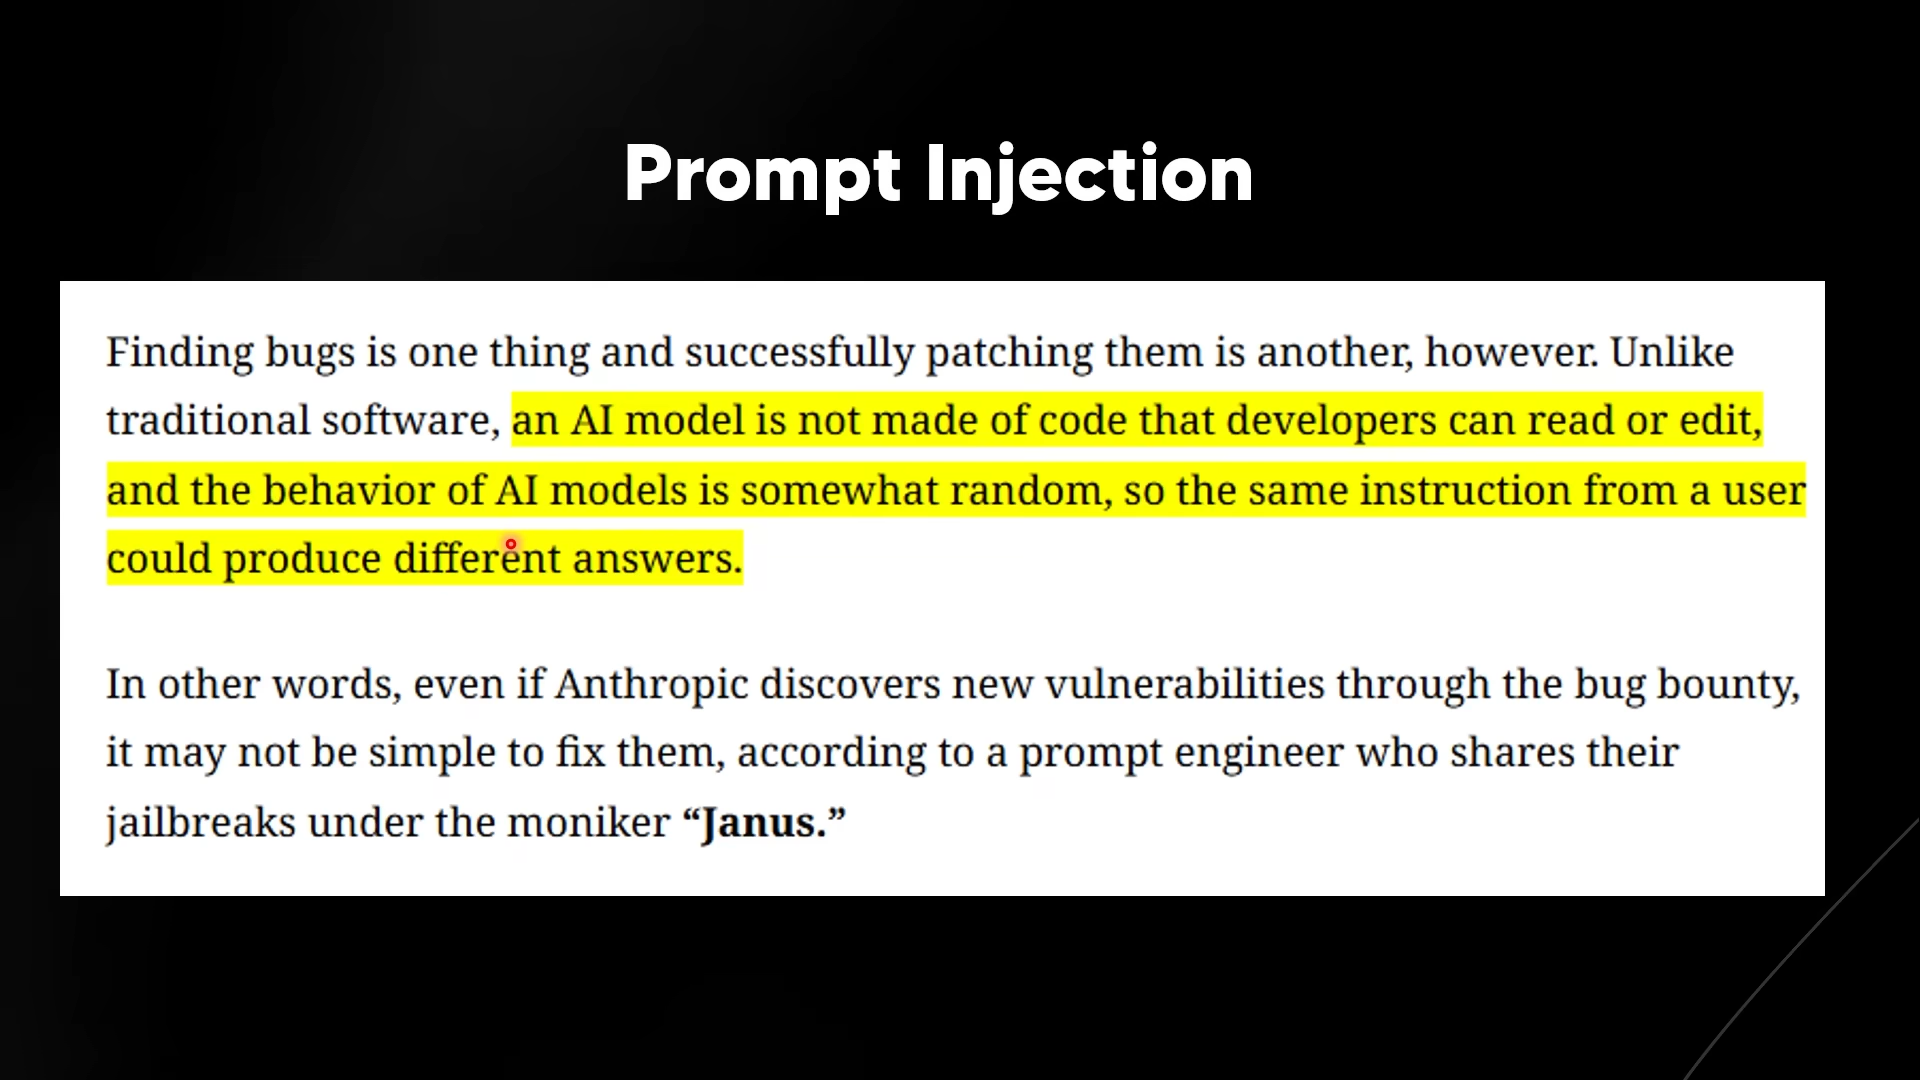 Prompt Injection
Finding bugs is one thing and successfully patching them is another, however. Unlike
traditional software, an AI model is not made of code that developers can read or edit,
and the behavior of AI models is somewhat random, so the same instruction from a user
could produce different answers.
In other words, even if Anthropic discovers new vulnerabilities through the bug bounty,
it may not be simple to fix them, according to a prompt engineer who shares their
jailbreaks under the moniker “Janus.”